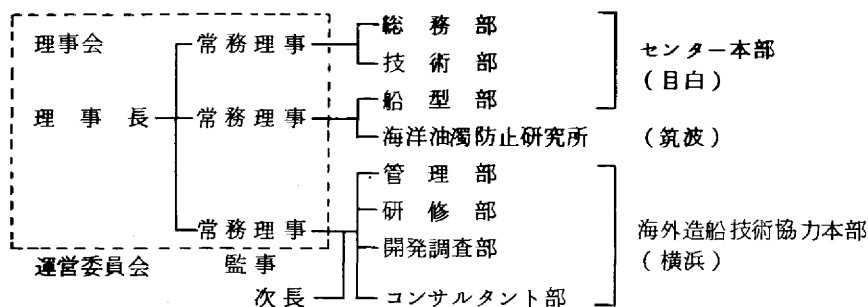 理事会
常務理事
総務部
技術部
センター本部
(目白)
理事長
常務理事
船型部
海洋油濁防止研究所
(筑波)
常務理事
管理部
研修部
開発調査部
コンサルタント部
海外造船技術協力本部
(横浜)
運営委員会
監事
次長